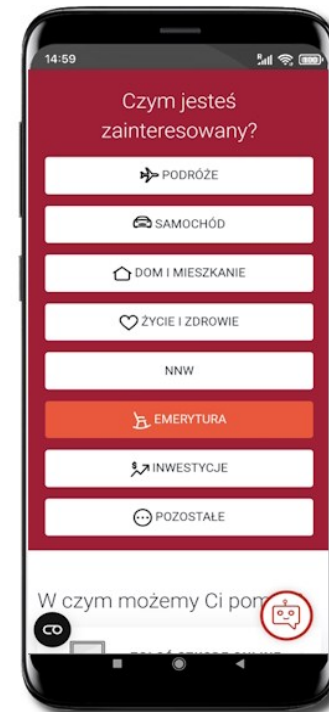 14:59
Czym jesteś
zainteresowany?
PODRÓŻE
SAMOCHÓD
DOM I MIESZKANIE
ŻYCIE I ZDROWIE
NNW
EMERYTURA
INWESTYCJE
POZOSTAŁE
W czym możemy Ci pom